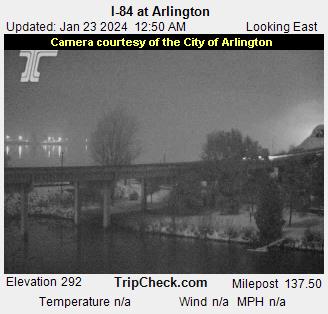 I-84 at Arlington
Updated: Jan 23 2024 12:50 AM Looking East
Camera courtesy of the City of Arlington
Elevation 292 TripCheck.com Milepost 137.50
Temperature n/a Wind n/a MPH n/a